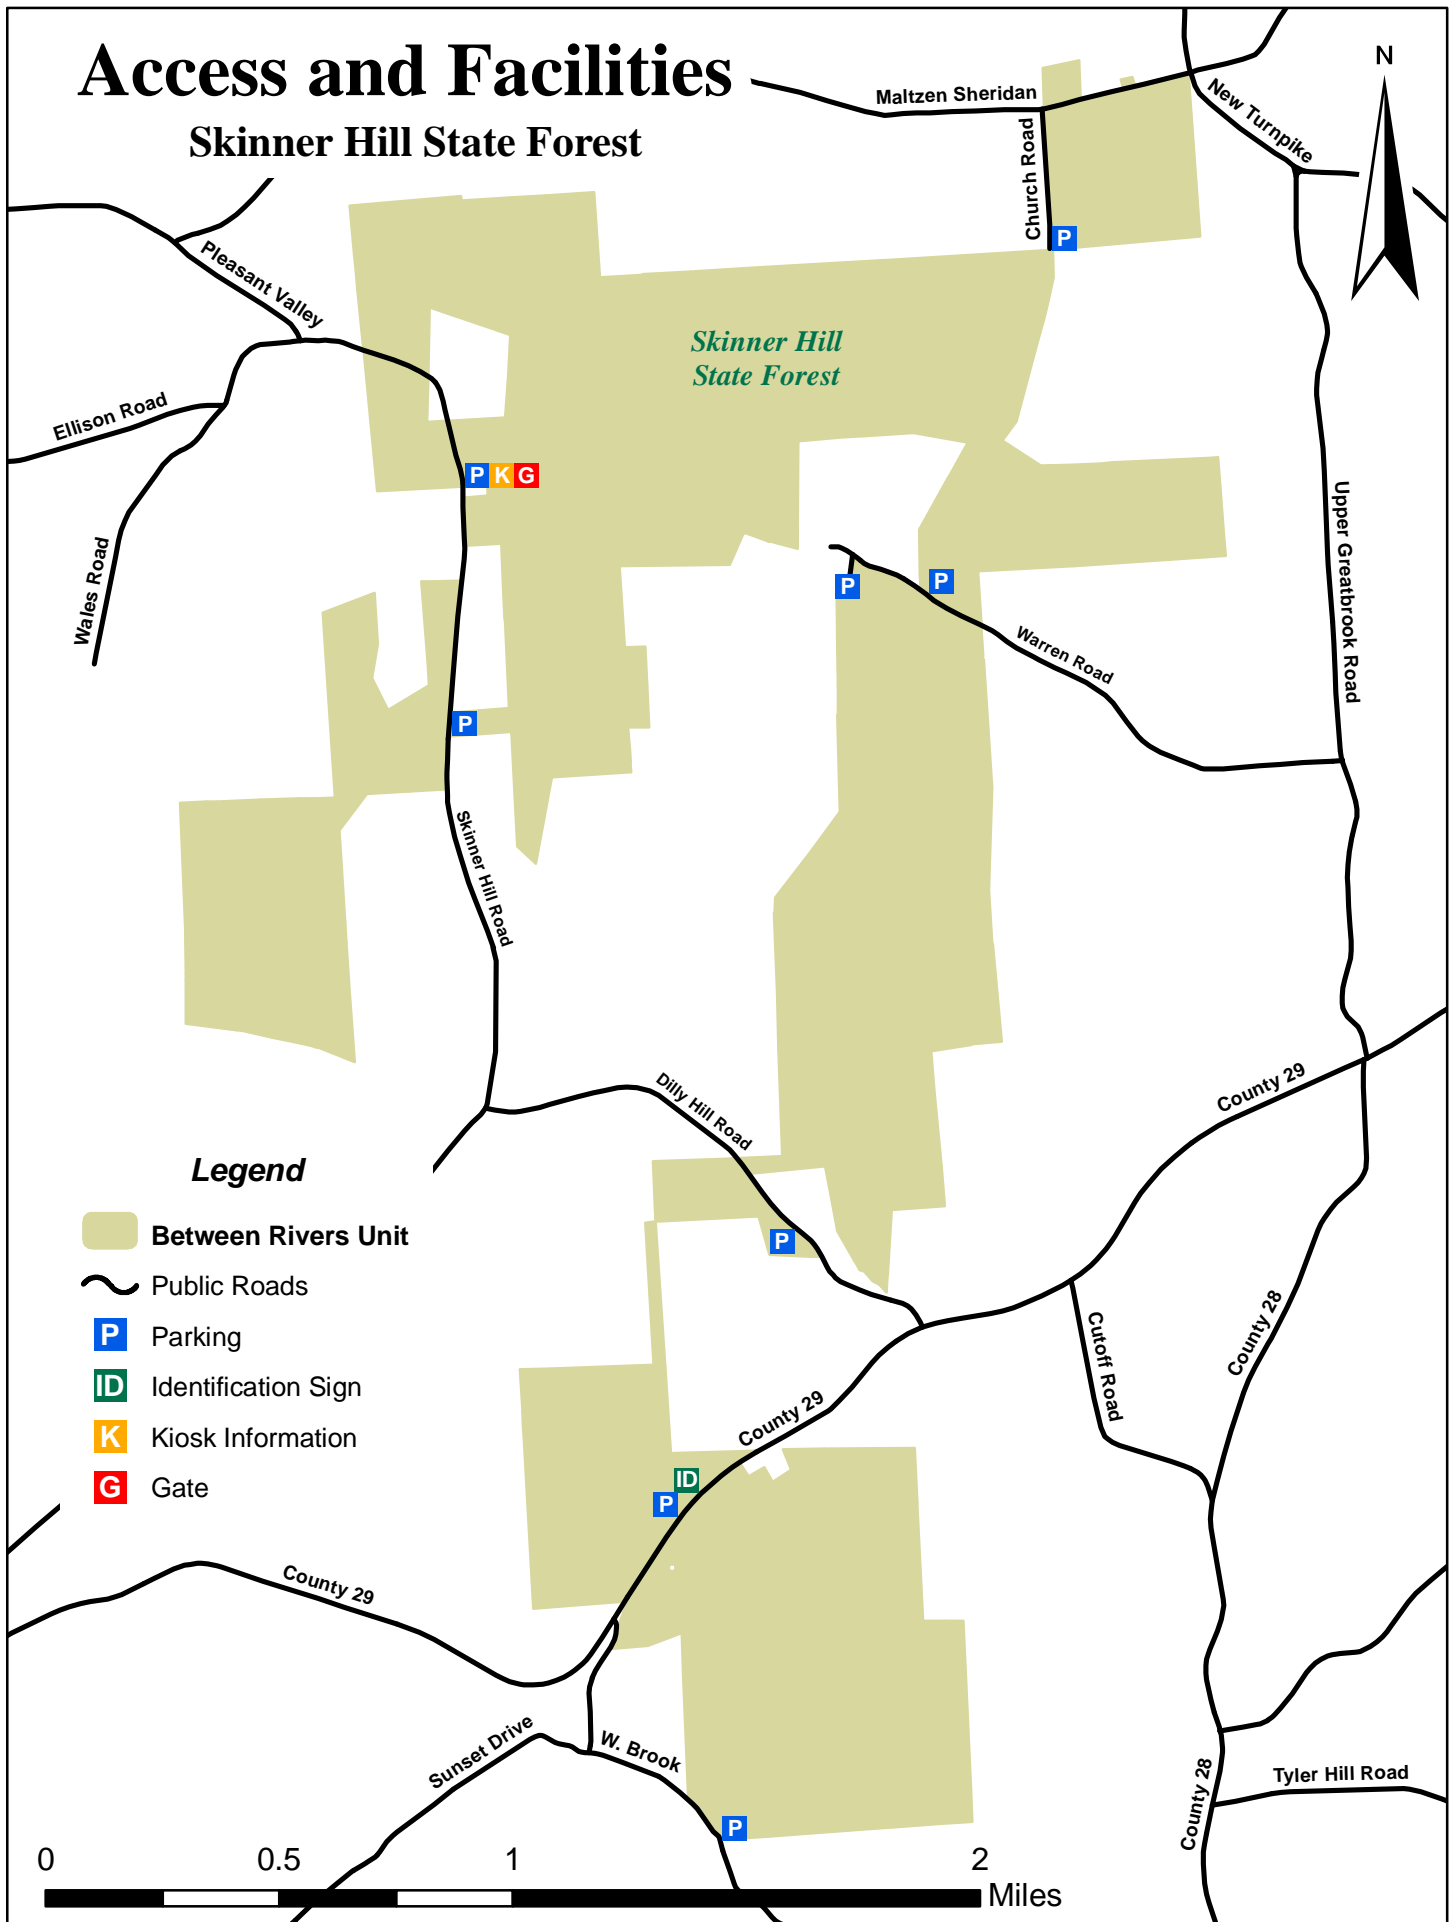 Access and Facilities
Skinner Hill State Forest
N
Maltzen Sheridan
New Turnpike
Church Road
P
Pleasant Valley
Skinner Hill
State Forest
Ellison Road
P K G
Upper Greatbrook Road
Wales Road
P
P
Warren Road
P
Skinner Hill Road
County 29
Dilly Hill Road
P
Legend
Between Rivers Unit
Public Roads
P Parking
ID Identification Sign
K Kiosk Information
G Gate
Cutoff Road
County 28
County 29
ID
P
County 29
Sunset Drive
W. Brook
Tyler Hill Road
County 28
P
0 0.5 1 2
Miles